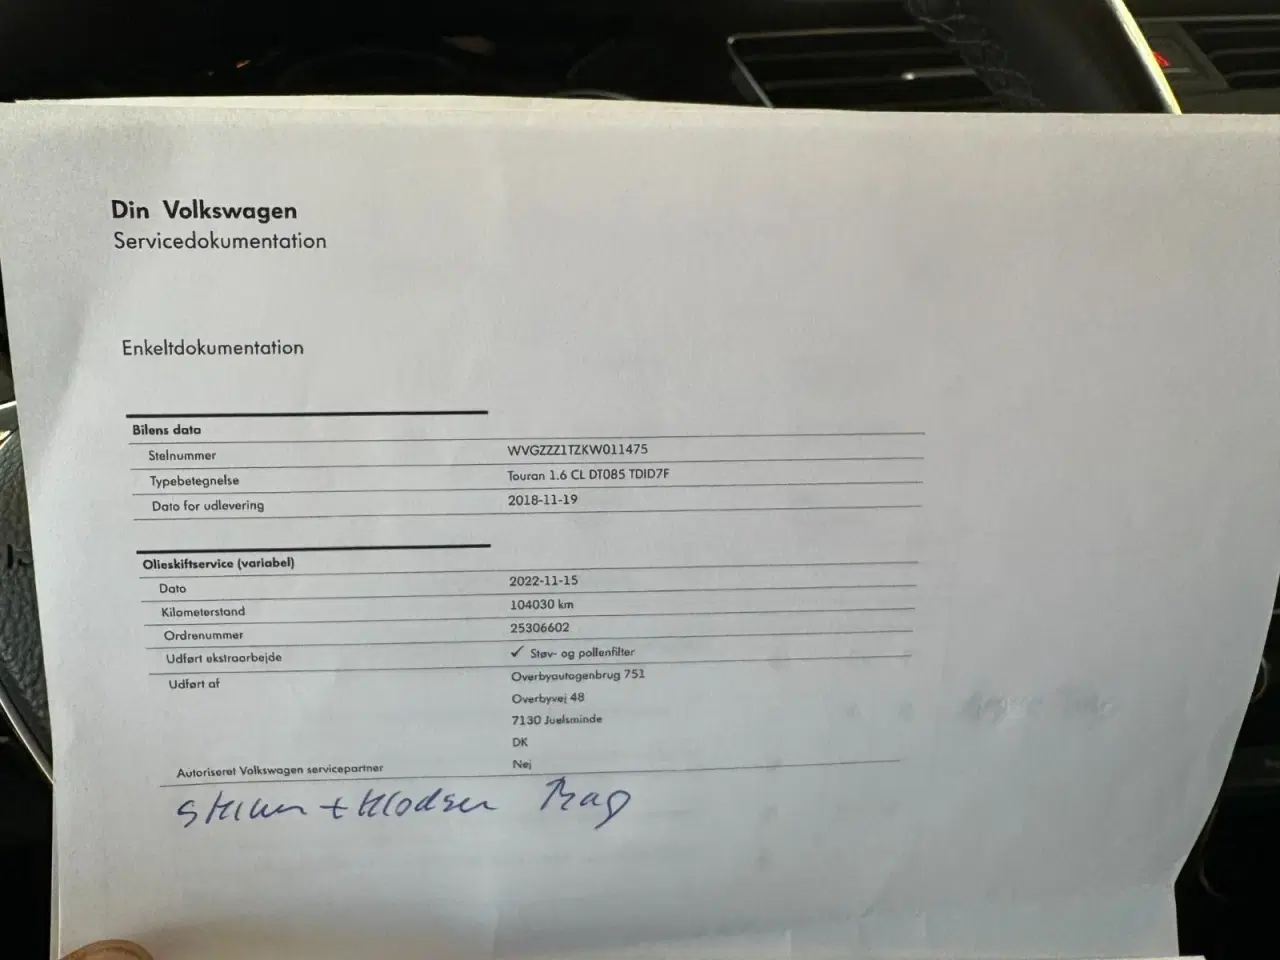 Din Volkswagen
Servicedokumentation
Enkeltdokumentation
Bilens data
Stelnummer WVGZZZ1TZKW011475
Typebetegnelse Touran 1.6 CL DT085 TDID7F
Dato for udlevering 2018-11-19
Olieskiftservice (variabel)
Dato 2022-11-15
Kilometerstand 104030 km
Ordrenummer 25306602
Udført ekstraarbejde ✓ Støv- og pollenfilter
Udført af Overbyautogenbrug 751
Overbyvej 48
7130 Juelsminde
DK
Autoriseret Volkswagen servicepartner Nej
+ Klodser Bag